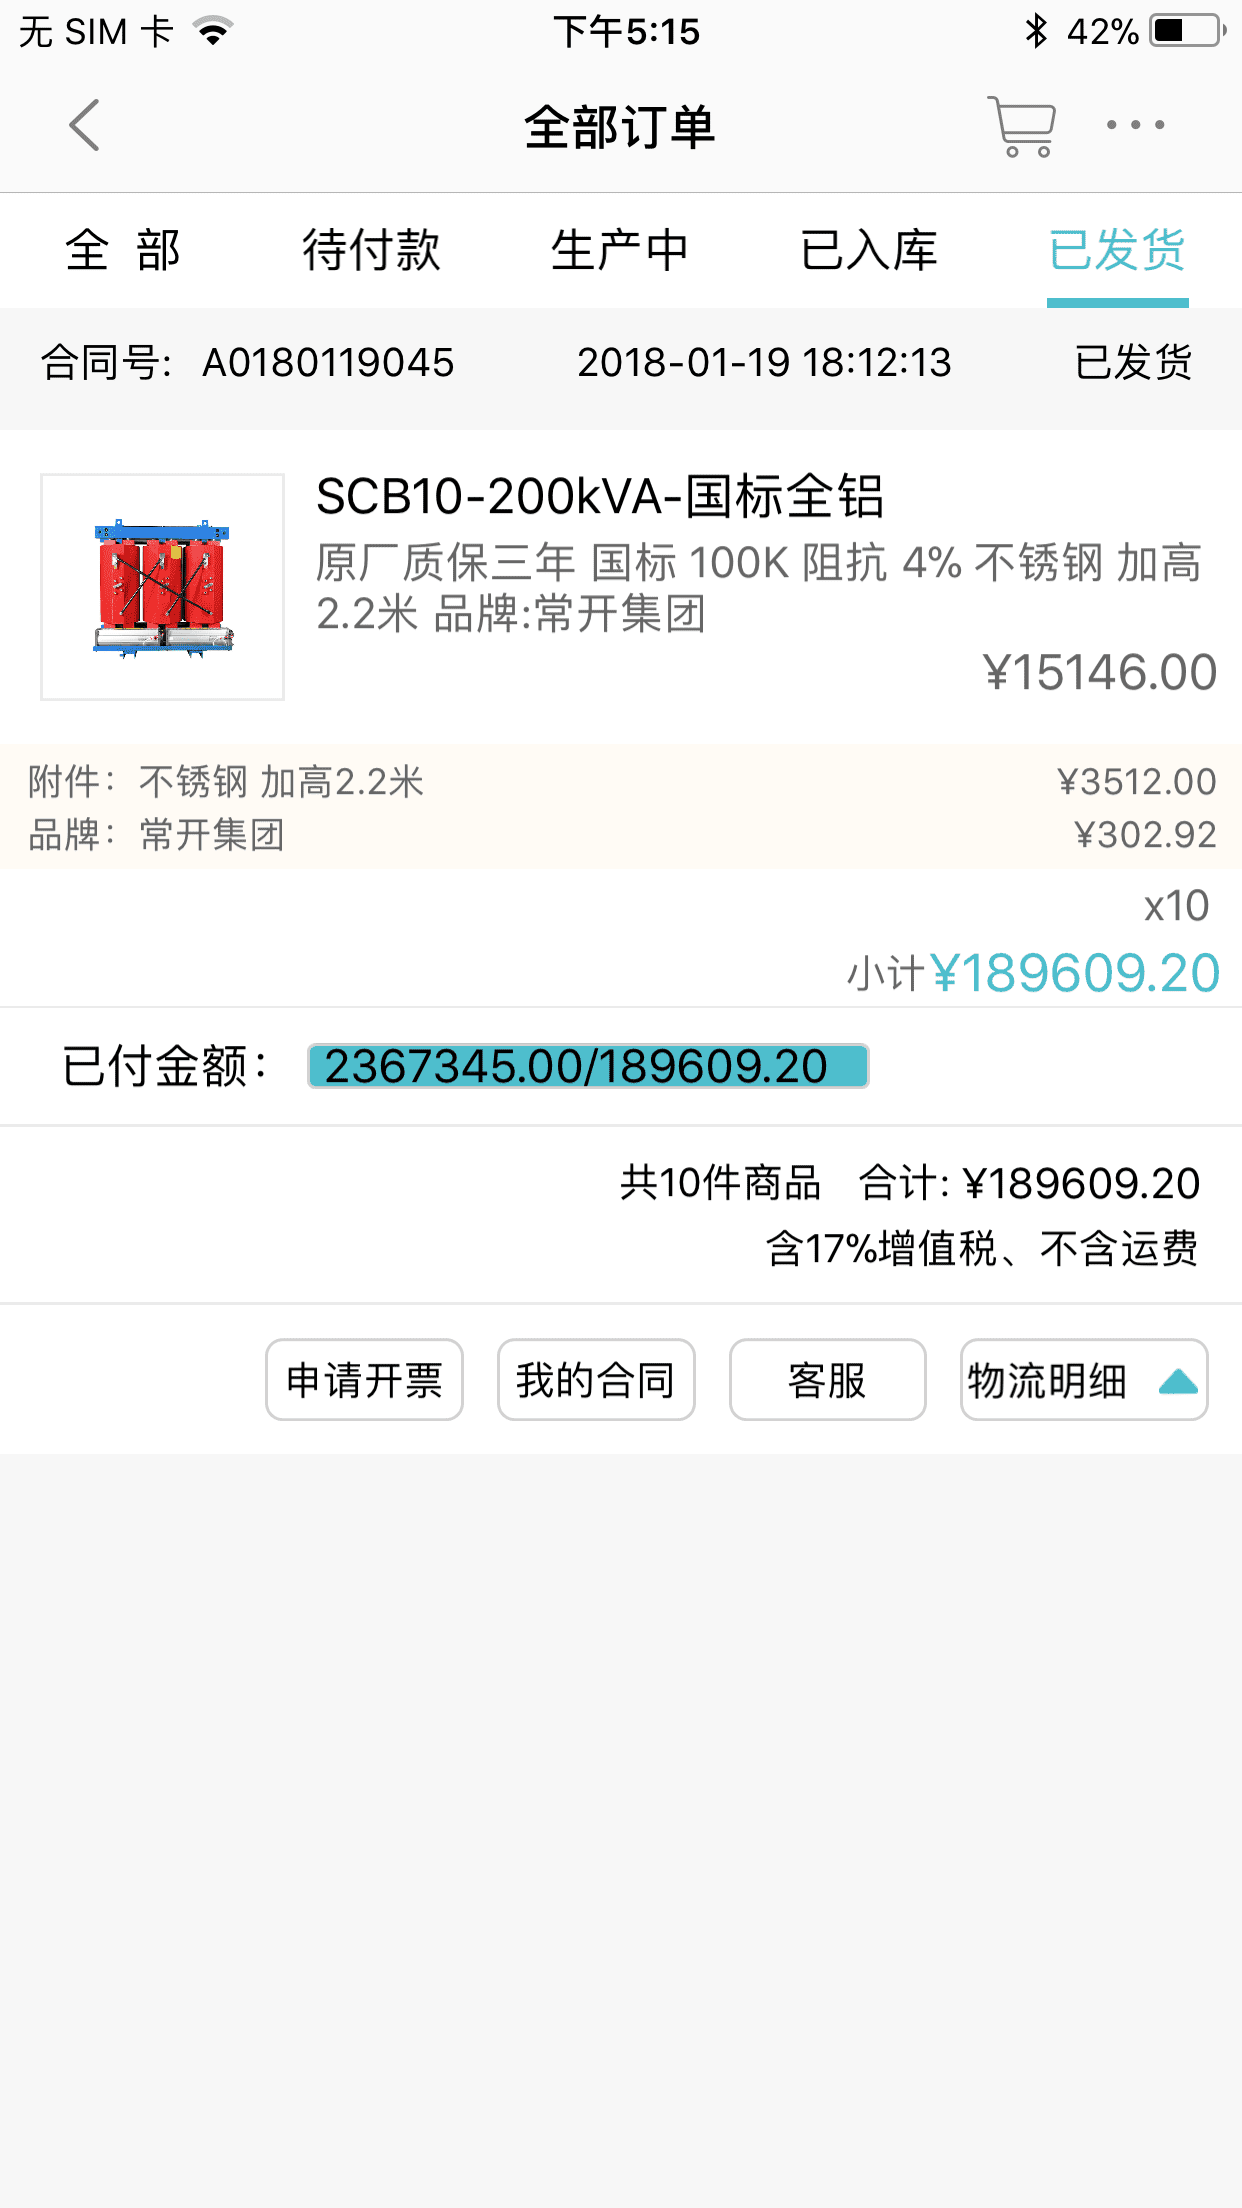 无 SIM 卡 下午5:15 42%
全部订单
全 部 待付款 生产中 已入库 已发货
合同号: A0180119045 2018-01-19 18:12:13 已发货
SCB10-200kVA-国标全铝
原厂质保三年 国标 100K 阻抗 4% 不锈钢 加高
2.2米 品牌:常开集团
¥15146.00
附件：不锈钢 加高2.2米 ¥3512.00
品牌：常开集团 ¥302.92
x10
小计¥189609.20
已付金额： 2367345.00/189609.20
共10件商品 合计: ¥189609.20
含17%增值税、不含运费
申请开票 我的合同 客服 物流明细